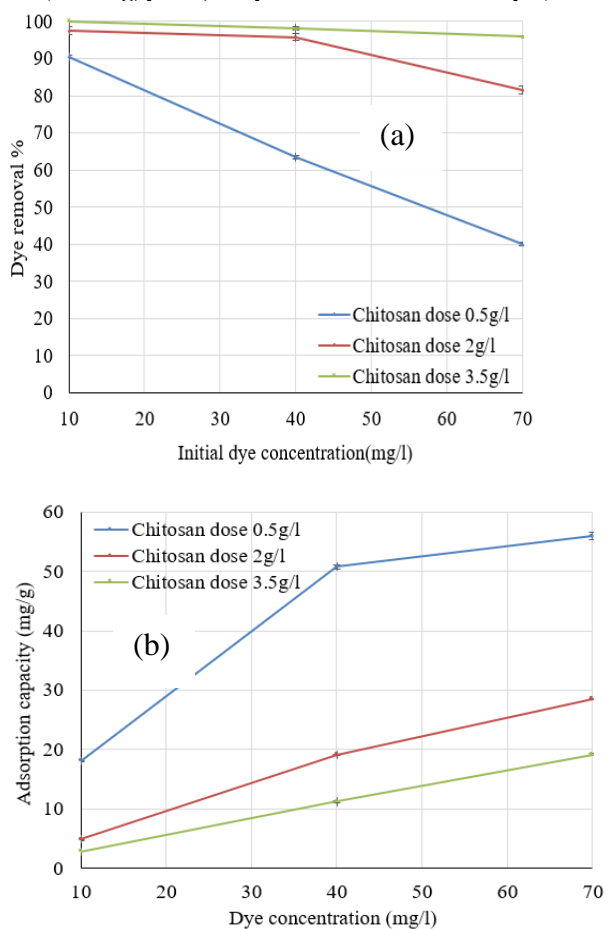 100
90
80
70
60
50
40
30
20
10
0
Dye removal %
(a)
Chitosan dose 0.5g/l
Chitosan dose 2g/l
Chitosan dose 3.5g/l
10 20 30 40 50 60 70
Initial dye concentration(mg/l)
60
50
40
30
20
10
0
Adsorption capacity (mg/g)
Chitosan dose 0.5g/l
Chitosan dose 2g/l
Chitosan dose 3.5g/l
(b)
10 20 30 40 50 60 70
Dye concentration (mg/l)